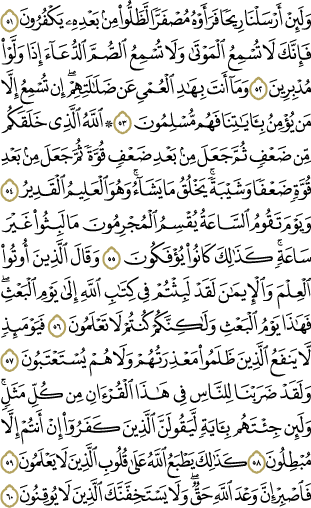 وَلَئِنْ أَرْسَلْنَا رِيحًا فَرَأَوْهُ مُصْفَرًّا لَّظَلُّوا۟ مِنۢ بَعْدِهِۦ يَكْفُرُونَ ٥١
فَإِنَّكَ لَا تُسْمِعُ ٱلْمَوْتَىٰ وَلَا تُسْمِعُ ٱلصُّمَّ ٱلدُّعَآءَ إِذَا وَلَّوْا۟
مُدْبِرِينَ ٥٢ وَمَآ أَنتَ بِهَـٰدِ ٱلْعُمْىِ عَن ضَلَـٰلَتِهِمْ ۖ إِن تُسْمِعُ إِلَّا
مَن يُؤْمِنُ بِـَٔايَـٰتِنَا فَهُم مُّسْلِمُونَ ٥٣ ۞ ٱللَّهُ ٱلَّذِى خَلَقَكُم
مِّن ضَعْفٍ ثُمَّ جَعَلَ مِنۢ بَعْدِ ضَعْفٍ قُوَّةً ثُمَّ جَعَلَ مِنۢ بَعْدِ
قُوَّةٍ ضَعْفًا وَشَيْبَةً ۚ يَخْلُقُ مَا يَشَآءُ ۖ وَهُوَ ٱلْعَلِيمُ ٱلْقَدِيرُ ٥٤
وَيَوْمَ تَقُومُ ٱلسَّاعَةُ يُقْسِمُ ٱلْمُجْرِمُونَ مَا لَبِثُوا۟ غَيْرَ
سَاعَةٍ ۚ كَذَٰلِكَ كَانُوا۟ يُؤْفَكُونَ ٥٥ وَقَالَ ٱلَّذِينَ أُوتُوا۟
ٱلْعِلْمَ وَٱلْإِيمَـٰنَ لَقَدْ لَبِثْتُمْ فِى كِتَـٰبِ ٱللَّهِ إِلَىٰ يَوْمِ ٱلْبَعْثِ ۖ
فَهَـٰذَا يَوْمُ ٱلْبَعْثِ وَلَـٰكِنَّكُمْ كُنتُمْ لَا تَعْلَمُونَ ٥٦ فَيَوْمَئِذٍ
لَّا يَنفَعُ ٱلَّذِينَ ظَلَمُوا۟ مَعْذِرَتُهُمْ وَلَا هُمْ يُسْتَعْتَبُونَ ٥٧
وَلَقَدْ ضَرَبْنَا لِلنَّاسِ فِى هَـٰذَا ٱلْقُرْءَانِ مِن كُلِّ مَثَلٍ ۚ
وَلَئِن جِئْتَهُم بِـَٔايَةٍ لَّيَقُولَنَّ ٱلَّذِينَ كَفَرُوٓا۟ إِنْ أَنتُمْ إِلَّا
مُبْطِلُونَ ٥٨ كَذَٰلِكَ يَطْبَعُ ٱللَّهُ عَلَىٰ قُلُوبِ ٱلَّذِينَ لَا يَعْلَمُونَ ٥٩
فَٱصْبِرْ إِنَّ وَعْدَ ٱللَّهِ حَقٌّ ۖ وَلَا يَسْتَخِفَّنَّكَ ٱلَّذِينَ لَا يُوقِنُونَ ٦٠